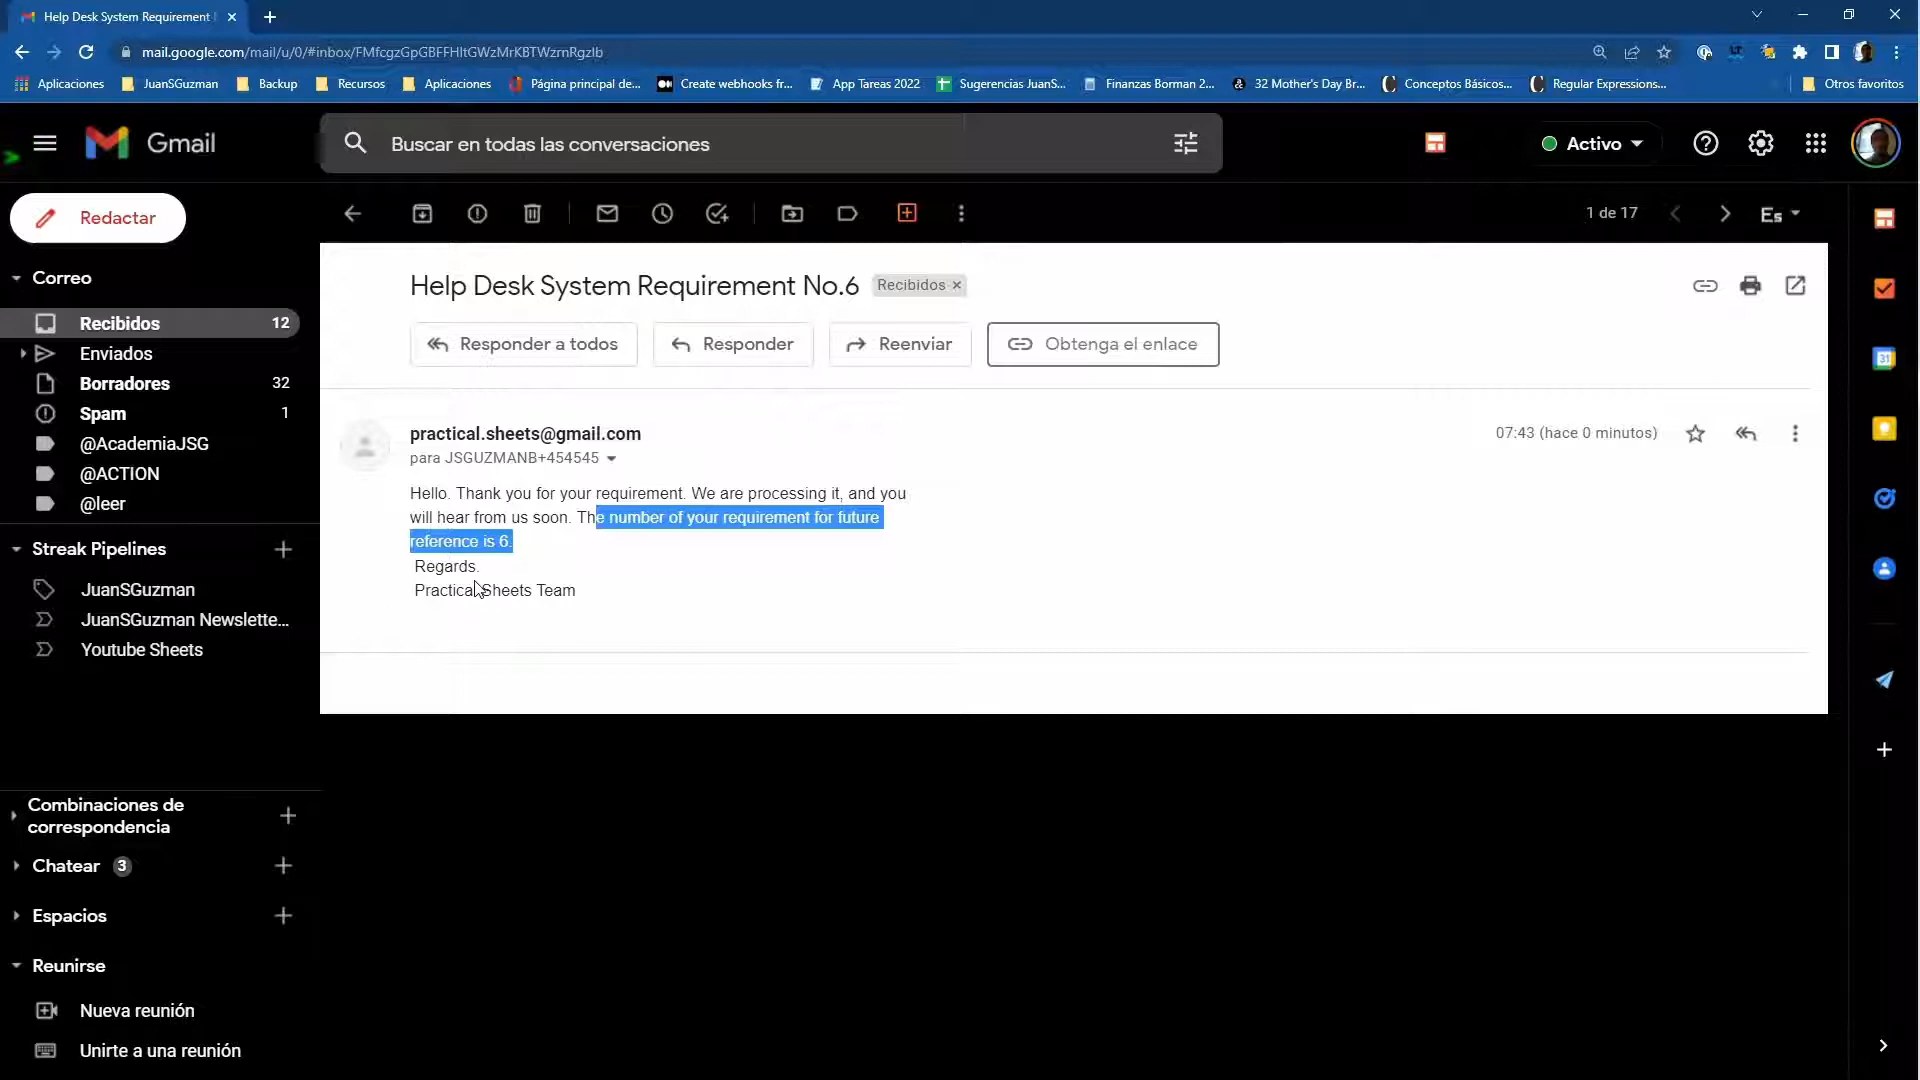 Help Desk System Requirement
mail.google.com/mail/u/0/#inbox/FMfcgzGpGBFFHltGWzMrKBTWzrnRgzlb
Aplicaciones
JuanSGuzman
Backup
Recursos
Aplicaciones
Página principal de...
Create webhooks fr...
App Tareas 2022
Sugerencias JuanS...
Finanzas Borman 2...
32 Mother's Day Br...
Conceptos Básicos...
Regular Expressions...
Otros favoritos
Gmail
Buscar en todas las conversaciones
Activo
Redactar
1 de 17
Es
Correo
Recibidos 12
Enviados
Borradores 32
Spam 1
@AcademiaJSG
@ACTION
@leer
Streak Pipelines
JuanSGuzman
JuanSGuzman Newslette...
Youtube Sheets
Combinaciones de
correspondencia
Chatear 3
Espacios
Reunirse
Nueva reunión
Unirte a una reunión
Help Desk System Requirement No.6 Recibidos ×
Responder a todos
Responder
Reenviar
Obtenga el enlace
practical.sheets@gmail.com
07:43 (hace 0 minutos)
para JSGUZMANB+454545
Hello. Thank you for your requirement. We are processing it, and you
will hear from us soon. The number of your requirement for future
reference is 6.
Regards.
Practical Sheets Team
31